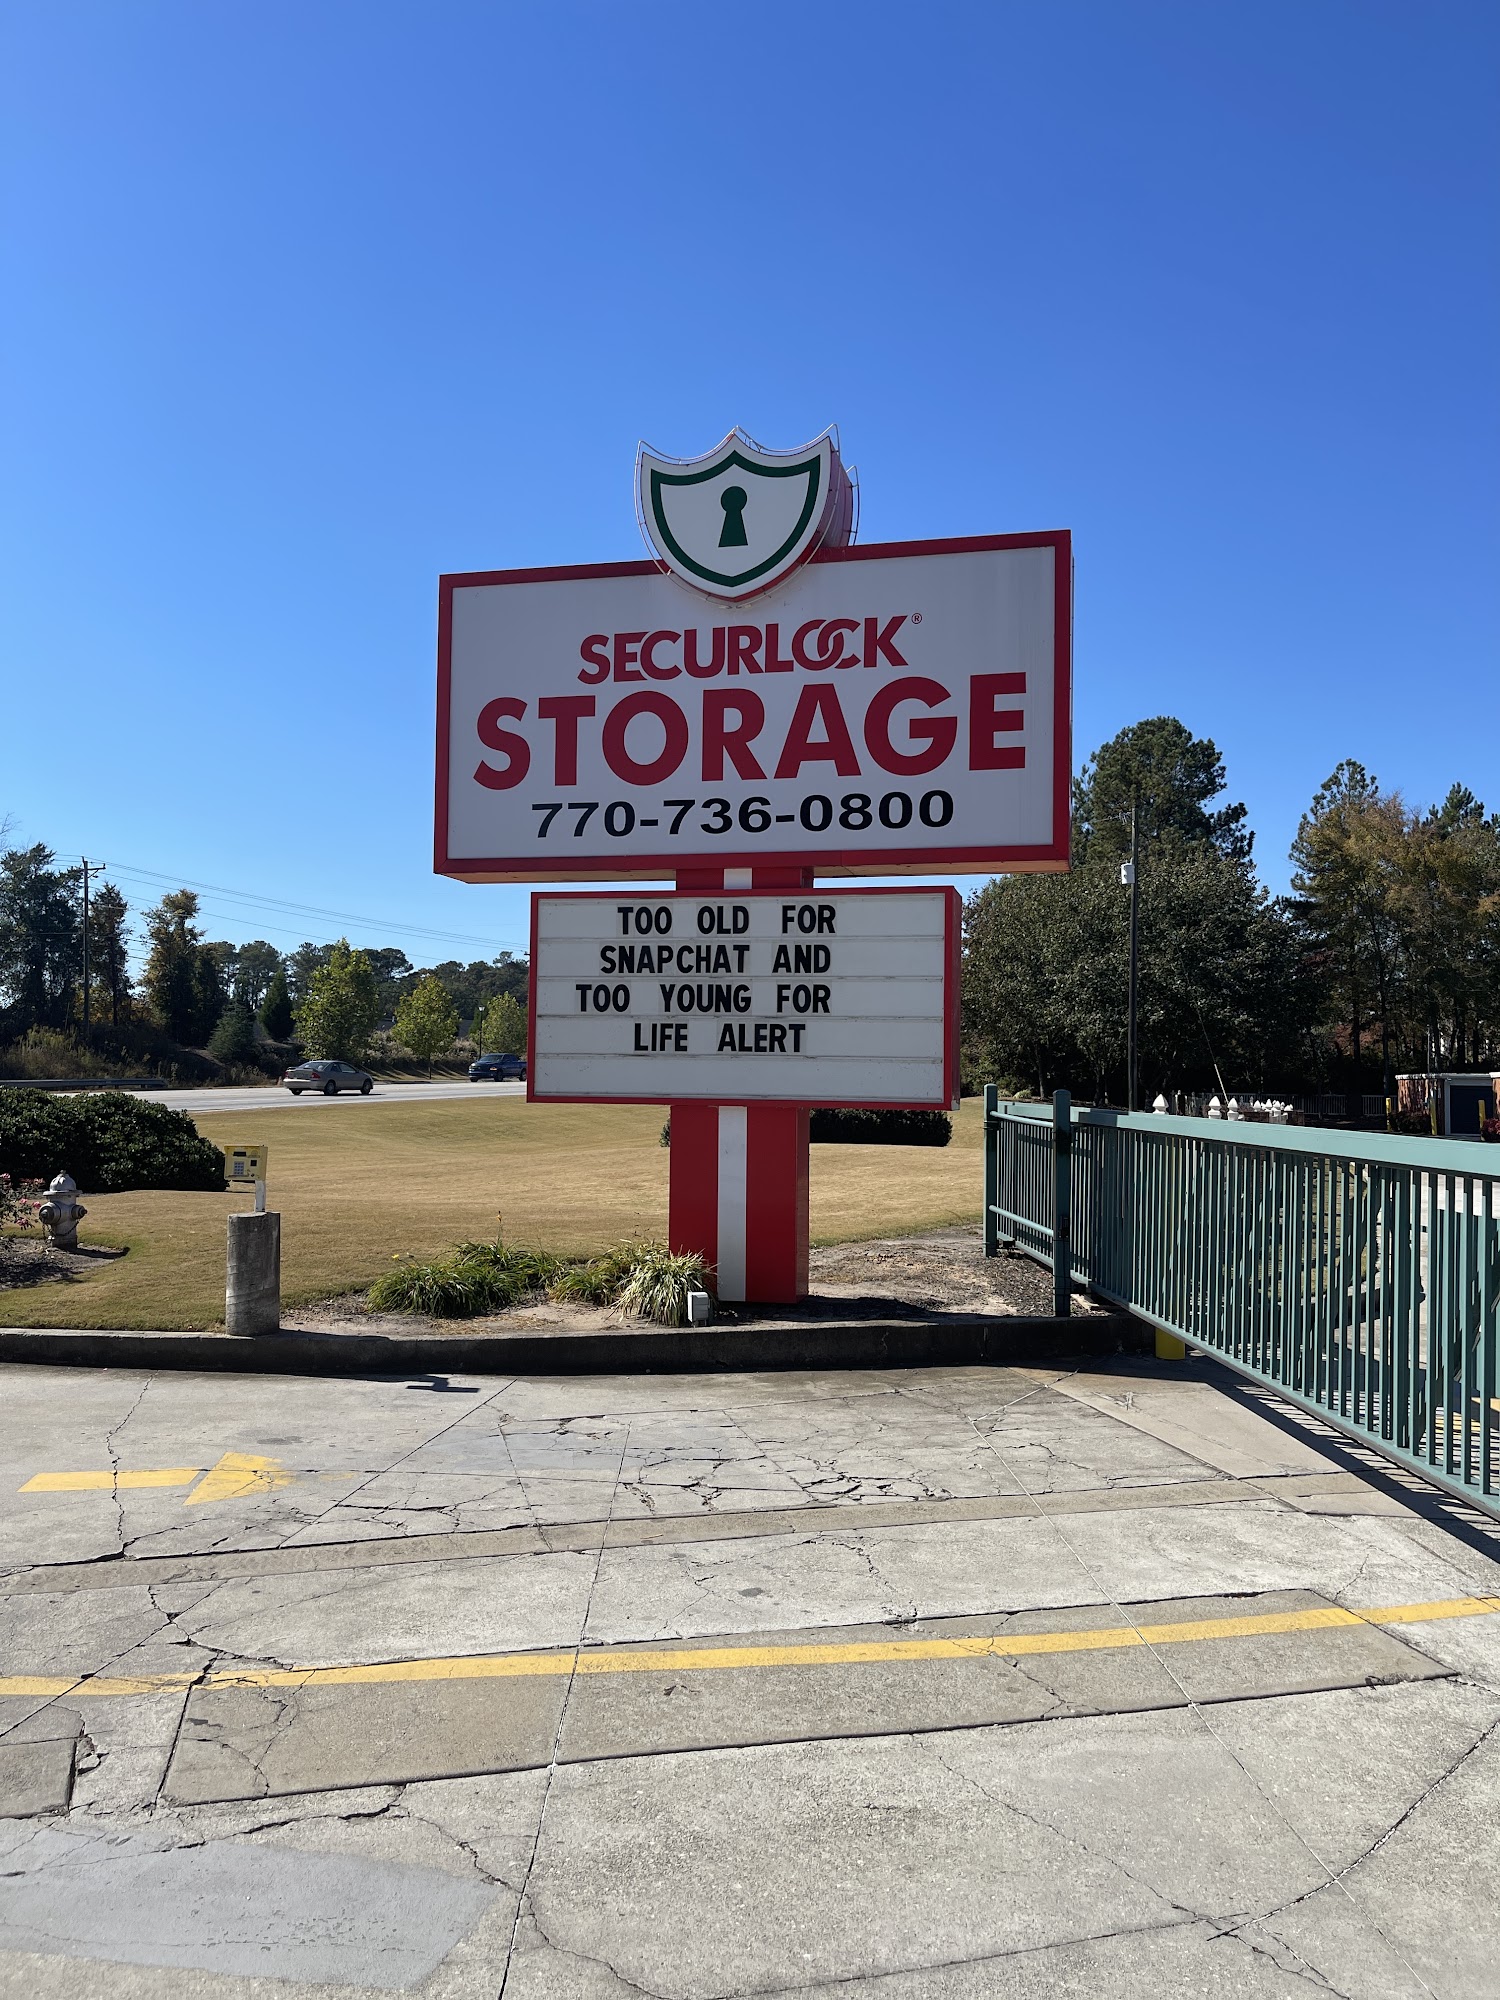 SECURLOCK®
STORAGE
770-736-0800
TOO OLD FOR
SNAPCHAT AND
TOO YOUNG FOR
LIFE ALERT